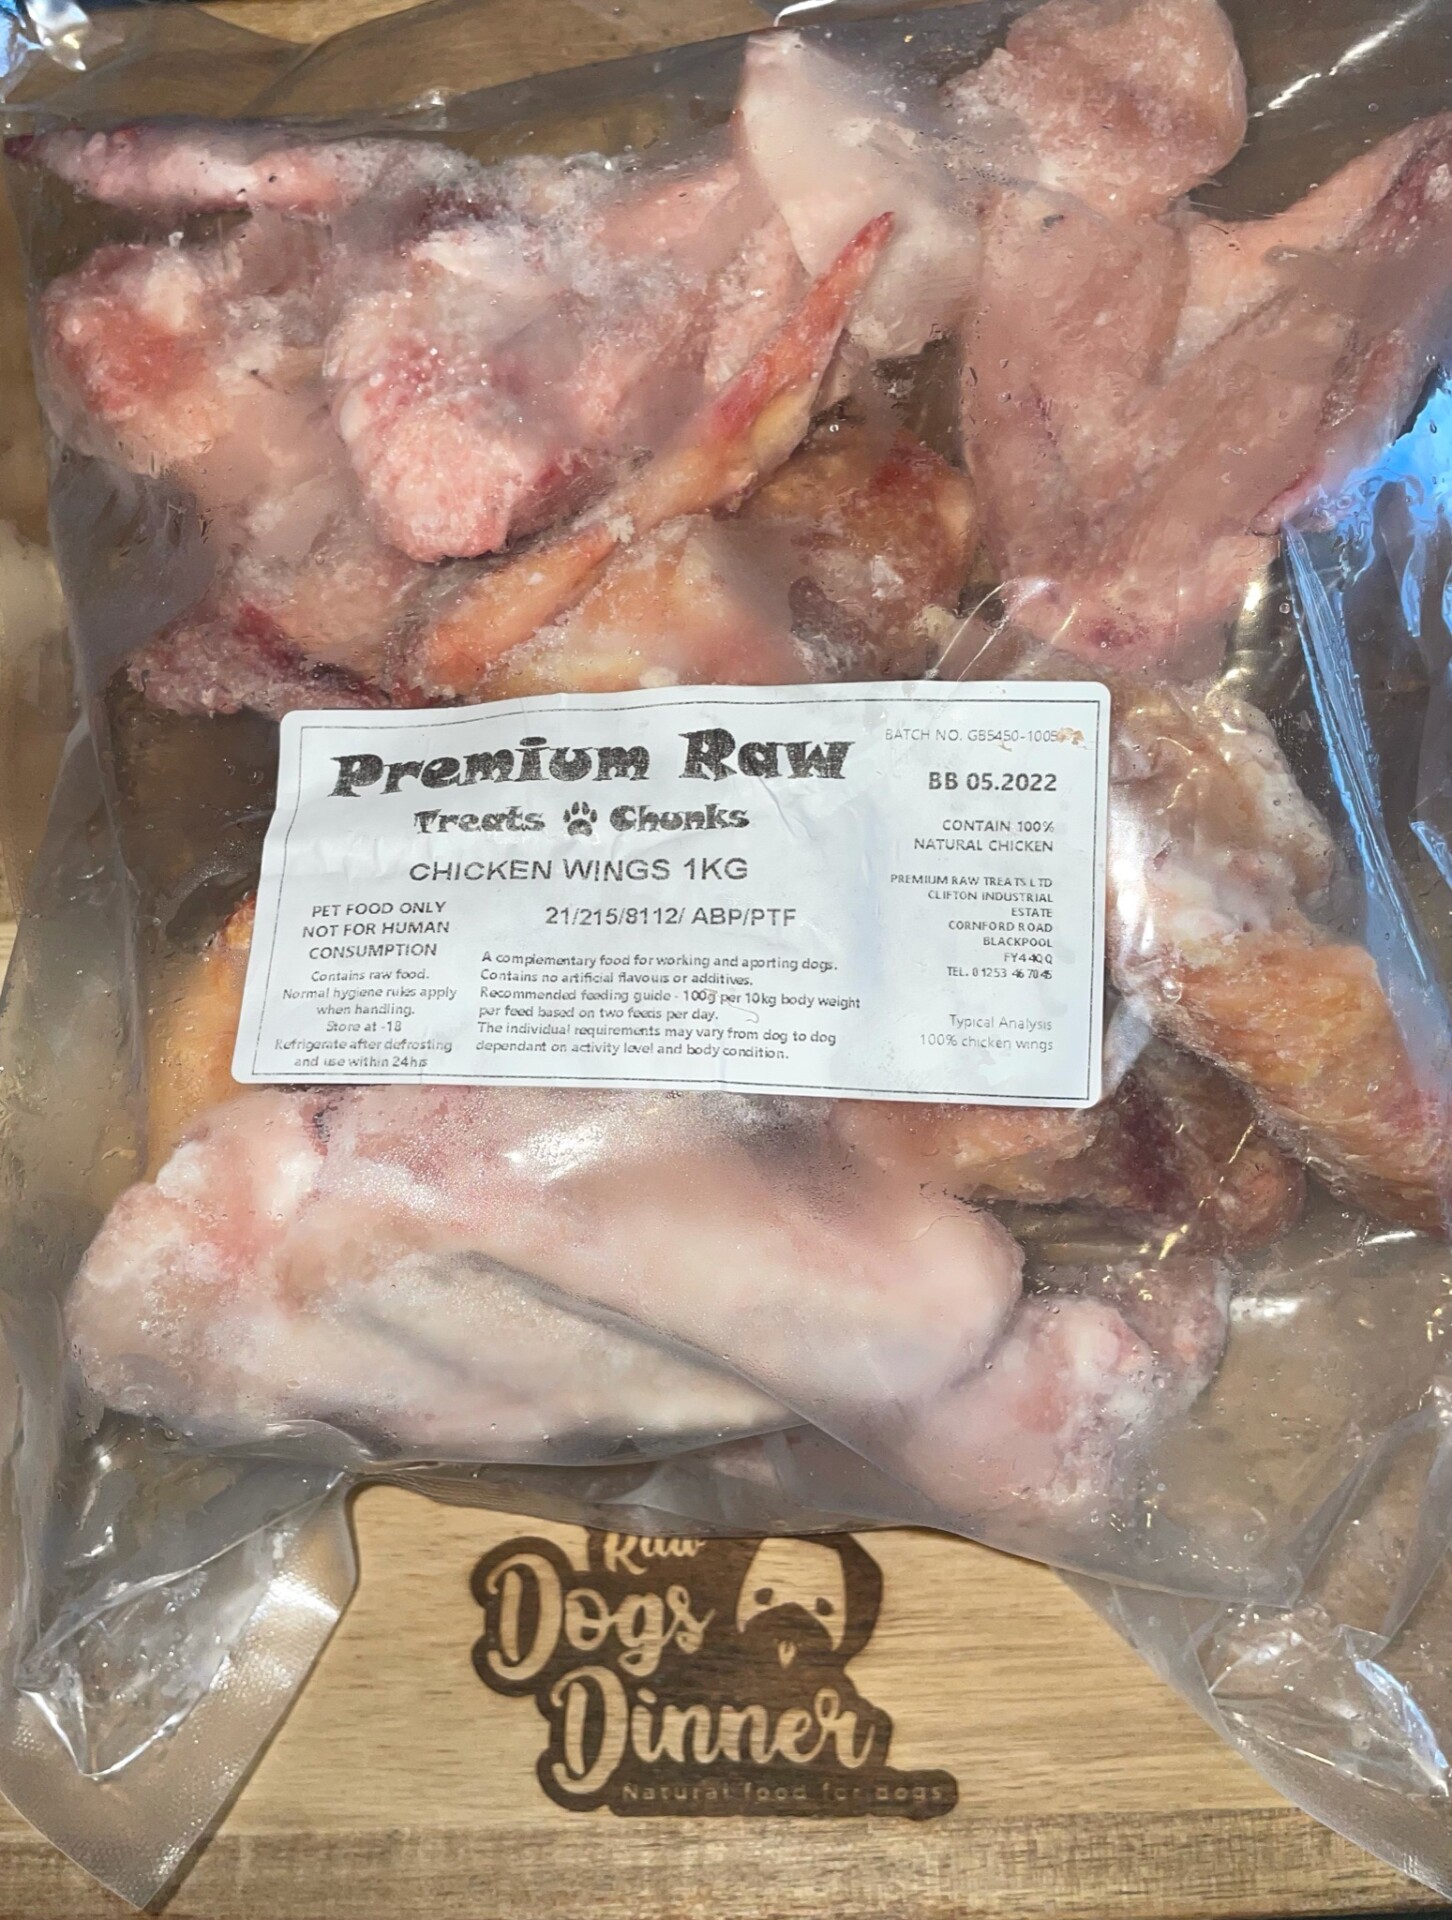 Premium Raw
Treats Chunks
CHICKEN WINGS 1KG
21/215/8112/ ABP/PTF
PET FOOD ONLY
NOT FOR HUMAN
CONSUMPTION
Contains raw food.
Normal hygiene rules apply
when handling.
Store at -18
Refrigerate after defrosting
and use within 24hrs
A complementary food for working and aporting dogs.
Contains no artificial flavours or additives.
Recommended feeding guide - 100g per 10kg body weight
per feed based on two feeds per day.
The individual requirements may vary from dog to dog
dependant on activity level and body condition.
BATCH NO. GB5450-1005
BB 05.2022
CONTAIN 100%
NATURAL CHICKEN
PREMIUM RAW TREATS LTD
CLIFTON INDUSTRIAL
ESTATE
CORNFORD ROAD
BLACKPOOL
FY4 4QQ
TEL. 01253 46 70 45
Typical Analysis
100% chicken wings
Raw
Dogs
Dinner
Natural food for dogs